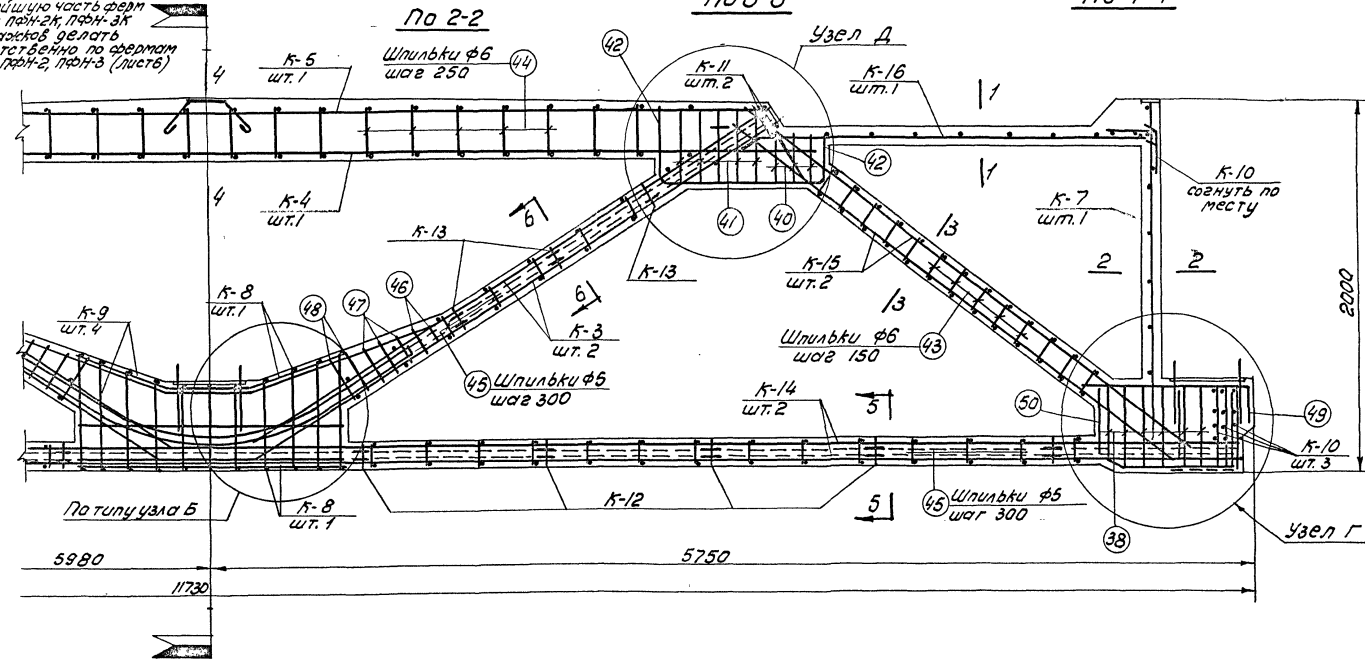 ПФН-2К, ПФН-3К
делать
по фермам
ПФН-2, ПФН-3 (лист 6)
По 2-2
4
К-5
шт. 1
Шпильки ф6
шаг 250
44
42
К-11
шт. 2
Узел Д
К-16
шт. 1
1
4
К-4
шт. 1
41
40
42
1
К-10
согнуть по
месту
К-7
шт. 1
6
К-13
К-13
3
К-15
шт. 2
2
2
2000
К-9
шт. 4
К-8
шт. 1
48
47
46
6
К-3
шт. 2
3
Шпильки ф6
шаг 150
43
45
Шпильки ф5
шаг 300
К-14
шт. 2
5
50
49
К-10
шт. 3
По типу узла Б
К-8
шт. 1
К-12
5
45
Шпильки ф5
шаг 300
38
Узел Г
5980
5750
11730